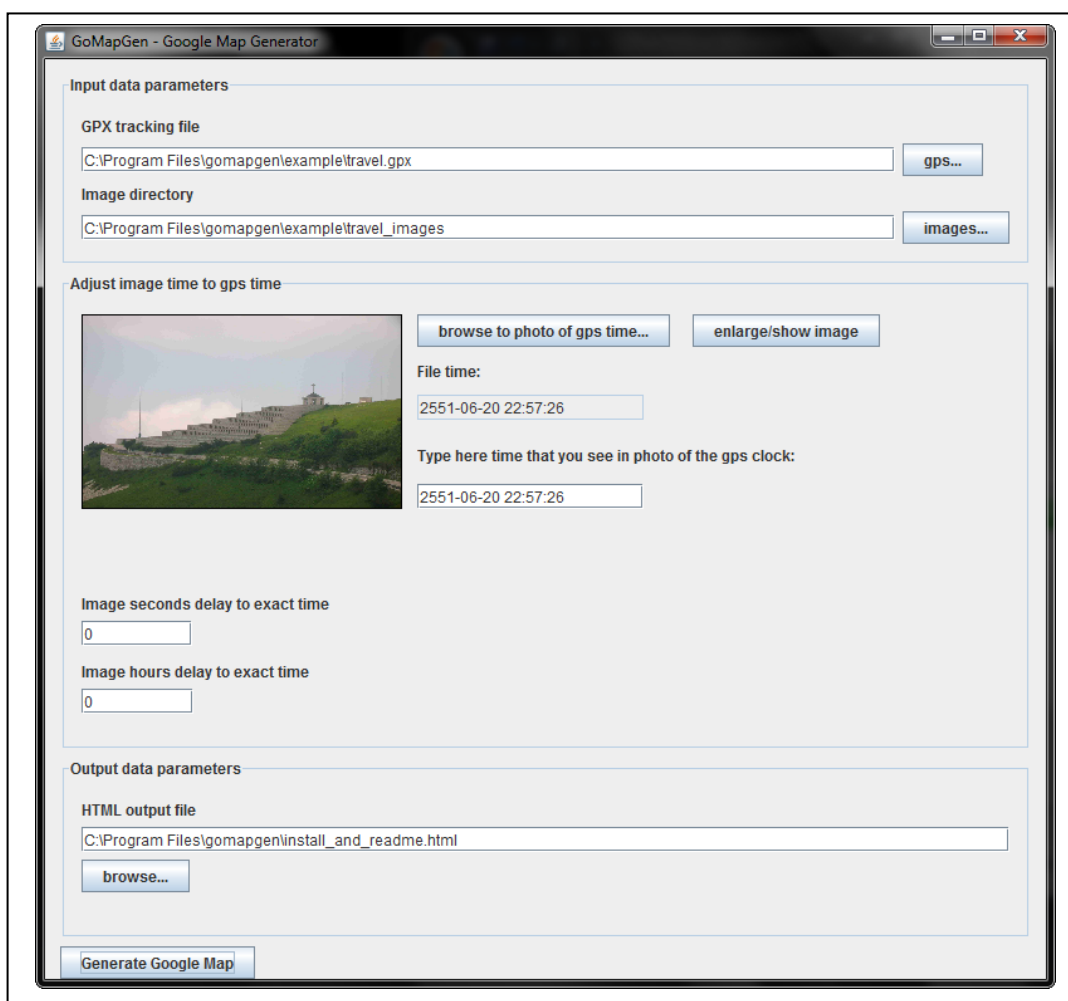 GoMapGen - Google Map Generator
Input data parameters
GPX tracking file
C:\Program Files\gomapgen\example\travel.gpx
gps...
Image directory
C:\Program Files\gomapgen\example\travel_images
images...
Adjust image time to gps time
browse to photo of gps time...
enlarge/show image
File time:
2551-06-20 22:57:26
Type here time that you see in photo of the gps clock:
2551-06-20 22:57:26
Image seconds delay to exact time
0
Image hours delay to exact time
0
Output data parameters
HTML output file
C:\Program Files\gomapgen\install_and_readme.html
browse...
Generate Google Map